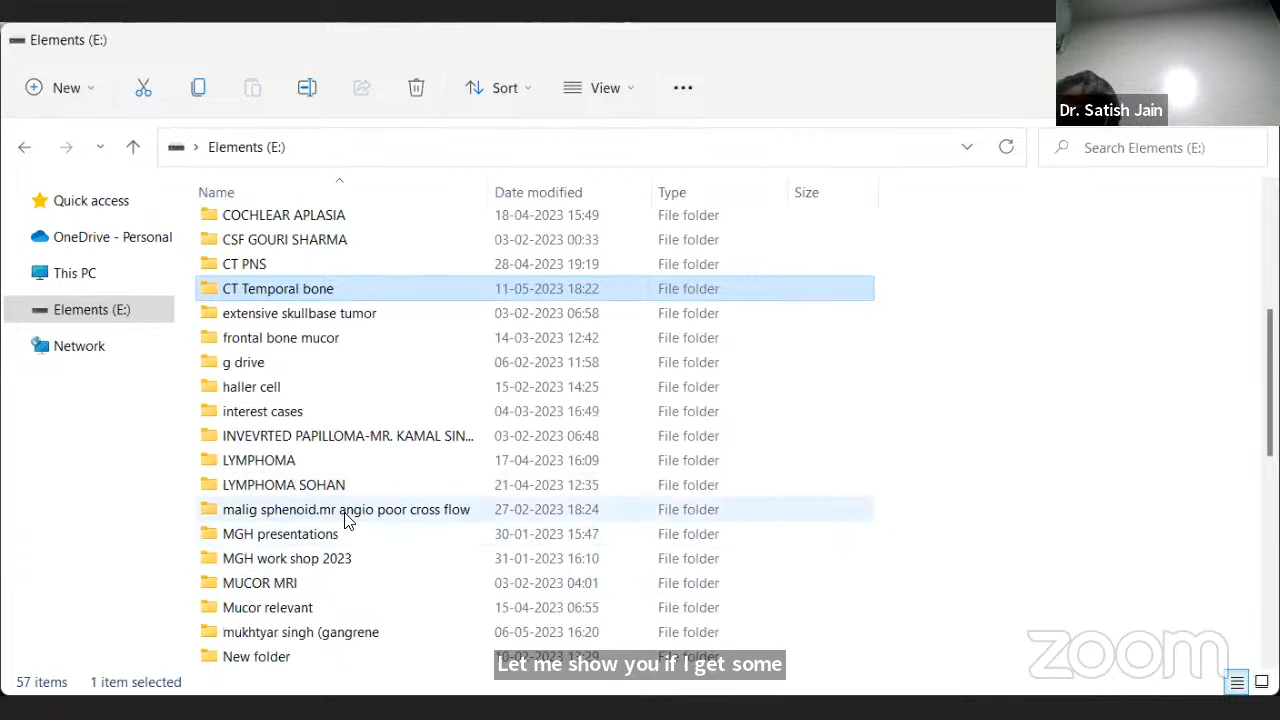 Elements (E:)
New
Sort
View
Dr. Satish Jain
Elements (E:)
Search Elements (E:)
Quick access
OneDrive - Personal
This PC
Elements (E:)
Network
Name Date modified Type Size
COCHLEAR APLASIA 18-04-2023 15:49 File folder
CSF GOURI SHARMA 03-02-2023 00:33 File folder
CT PNS 28-04-2023 19:19 File folder
CT Temporal bone 11-05-2023 18:22 File folder
extensive skullbase tumor 03-02-2023 06:58 File folder
frontal bone mucor 14-03-2023 12:42 File folder
g drive 06-02-2023 11:58 File folder
haller cell 15-02-2023 14:25 File folder
interest cases 04-03-2023 16:49 File folder
INVEVRTED PAPILLOMA-MR. KAMAL SIN... 03-02-2023 06:48 File folder
LYMPHOMA 17-04-2023 16:09 File folder
LYMPHOMA SOHAN 21-04-2023 12:35 File folder
malig sphenoid.mr angio poor cross flow 27-02-2023 18:24 File folder
MGH presentations 30-01-2023 15:47 File folder
MGH work shop 2023 31-01-2023 16:10 File folder
MUCOR MRI 03-02-2023 04:01 File folder
Mucor relevant 15-04-2023 06:55 File folder
mukhtyar singh (gangrene 06-05-2023 16:20 File folder
New folder File folder
Let me show you if I get some
zoom
57 items 1 item selected